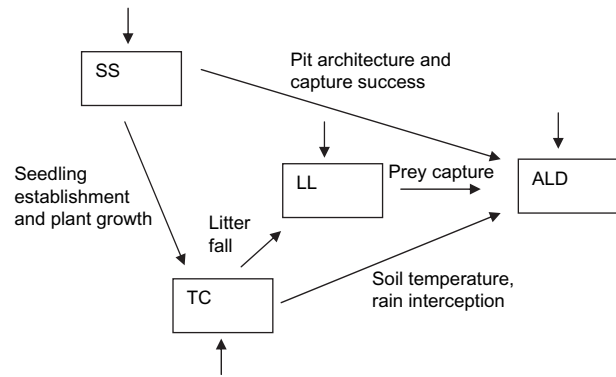 SS
Pit architecture and
capture success
Seedling
establishment
and plant growth
LL
Prey capture
ALD
Litter
fall
TC
Soil temperature,
rain interception